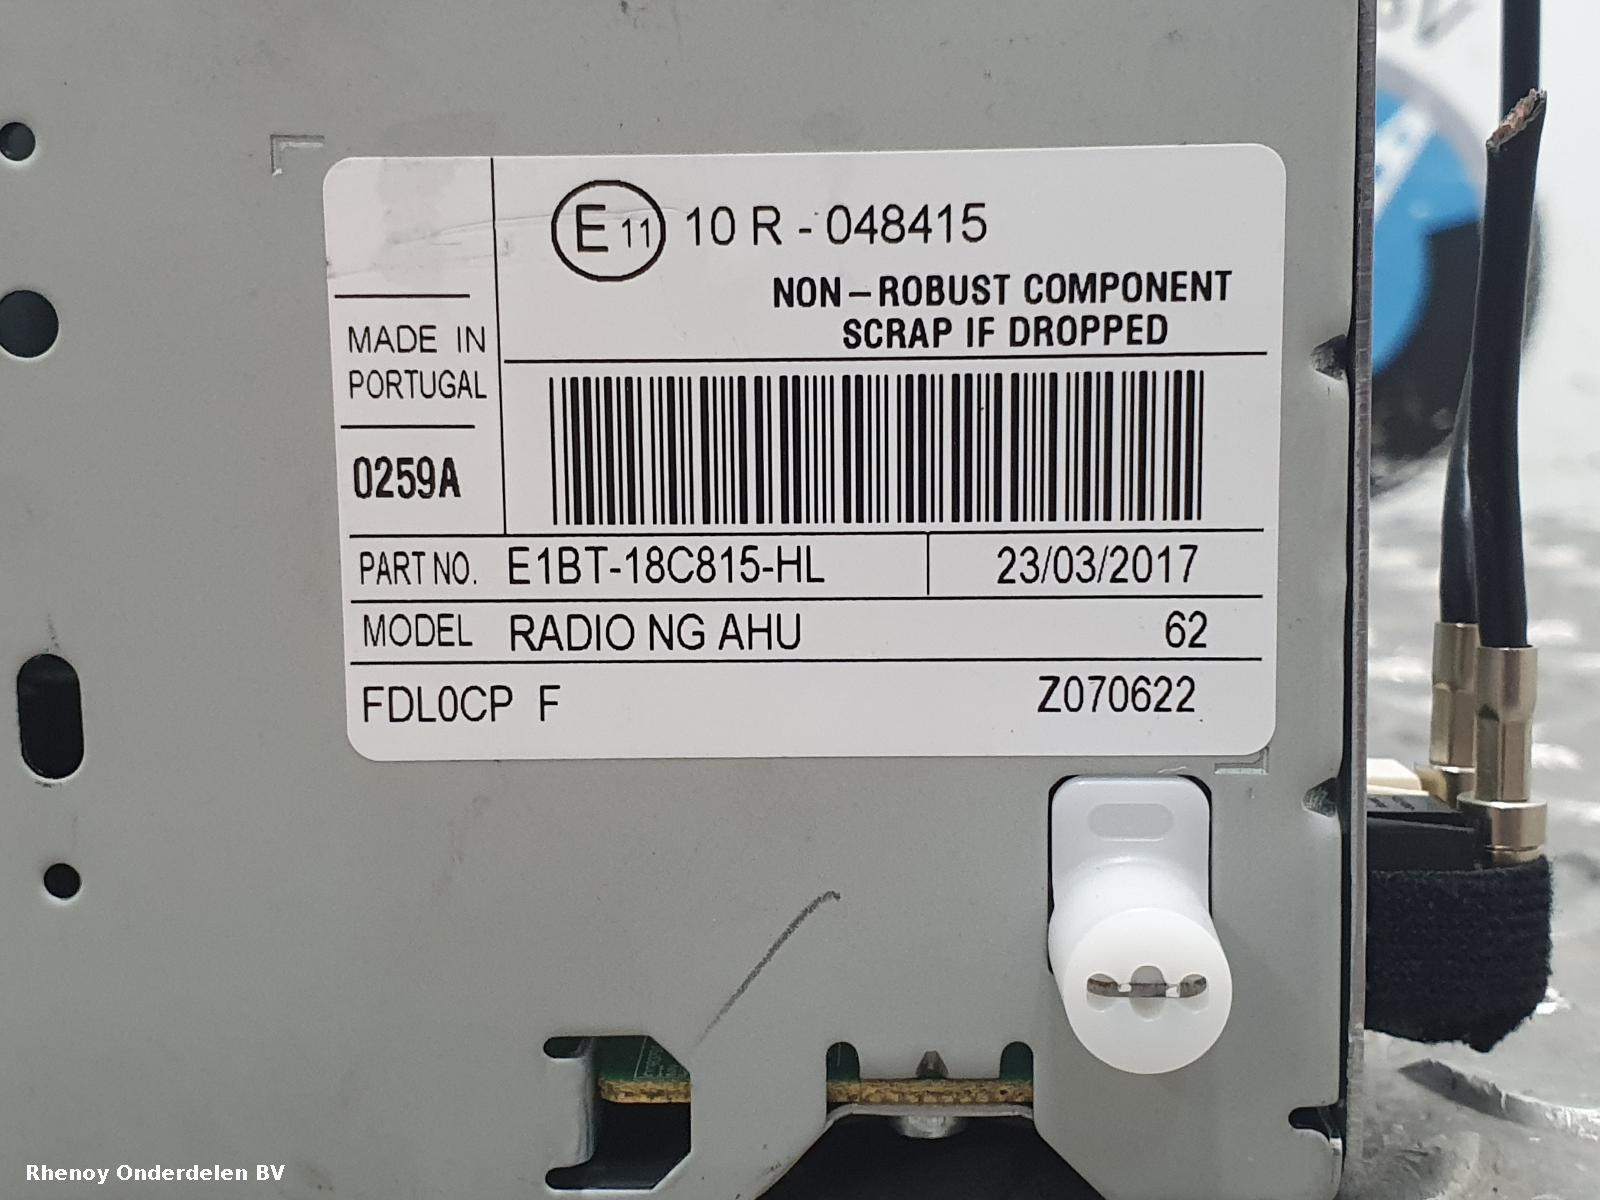 E 11 10 R - 048415
NON-ROBUST COMPONENT
SCRAP IF DROPPED
MADE IN
PORTUGAL
0259A
PART NO. E1BT-18C815-HL 23/03/2017
MODEL RADIO NG AHU 62
FDL0CP F Z070622
Rhenoy Onderdelen BV